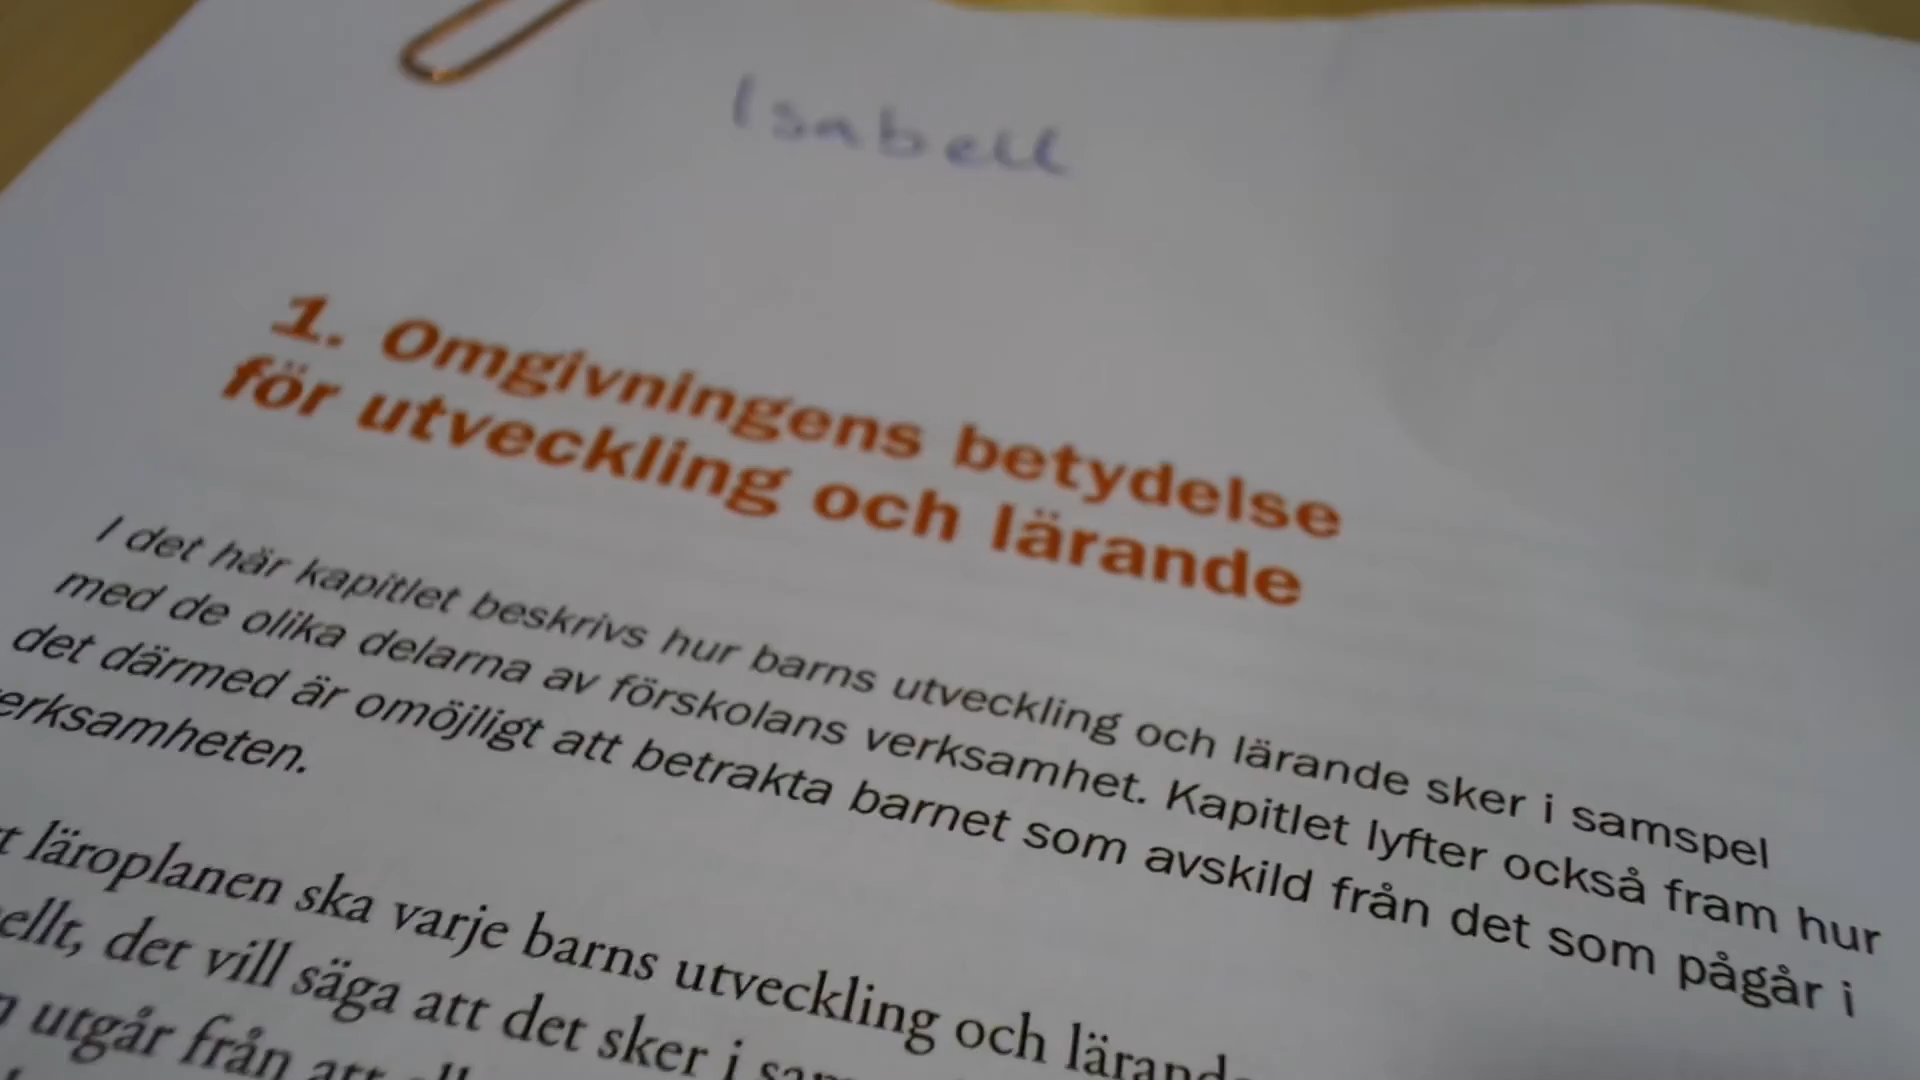 Isabell
1. Omgivningens betydelse
för utveckling och lärande
I det här kapitlet beskrivs hur barns utveckling och lärande sker i samspel
med de olika delarna av förskolans verksamhet. Kapitlet lyfter också fram hur
det därmed är omöjligt att betrakta barnet som avskild från det som pågår i
erksamheten.
t läroplanen ska varje barns utveckling och lärand
ellt, det vill säga att det sker i
utgår från att